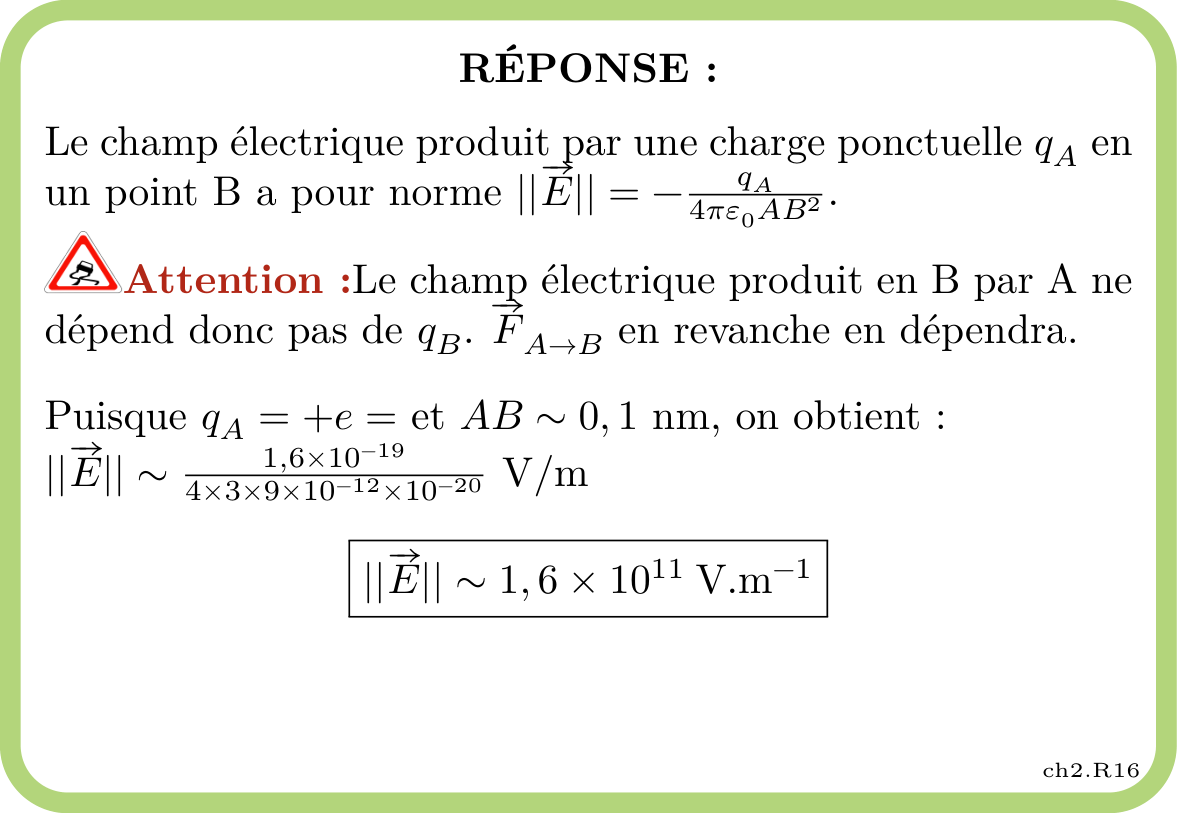 RÉPONSE :
Le champ électrique produit par une charge ponctuelle $q_A$ en
un point B a pour norme $||\overrightarrow{E}|| = -\frac{q_A}{4\pi\varepsilon_0 AB^2}$.
Attention :Le champ électrique produit en B par A ne
dépend donc pas de $q_B$. $\overrightarrow{F}_{A\to B}$ en revanche en dépendra.
Puisque $q_A = +e =$ et $AB \sim 0,1$ nm, on obtient :
$||\overrightarrow{E}|| \sim \frac{1,6\times10^{-19}}{4\times3\times9\times10^{-12}\times10^{-20}}$ V/m
$||\overrightarrow{E}|| \sim 1,6 \times 10^{11}$ V.m$^{-1}$
ch2.R16